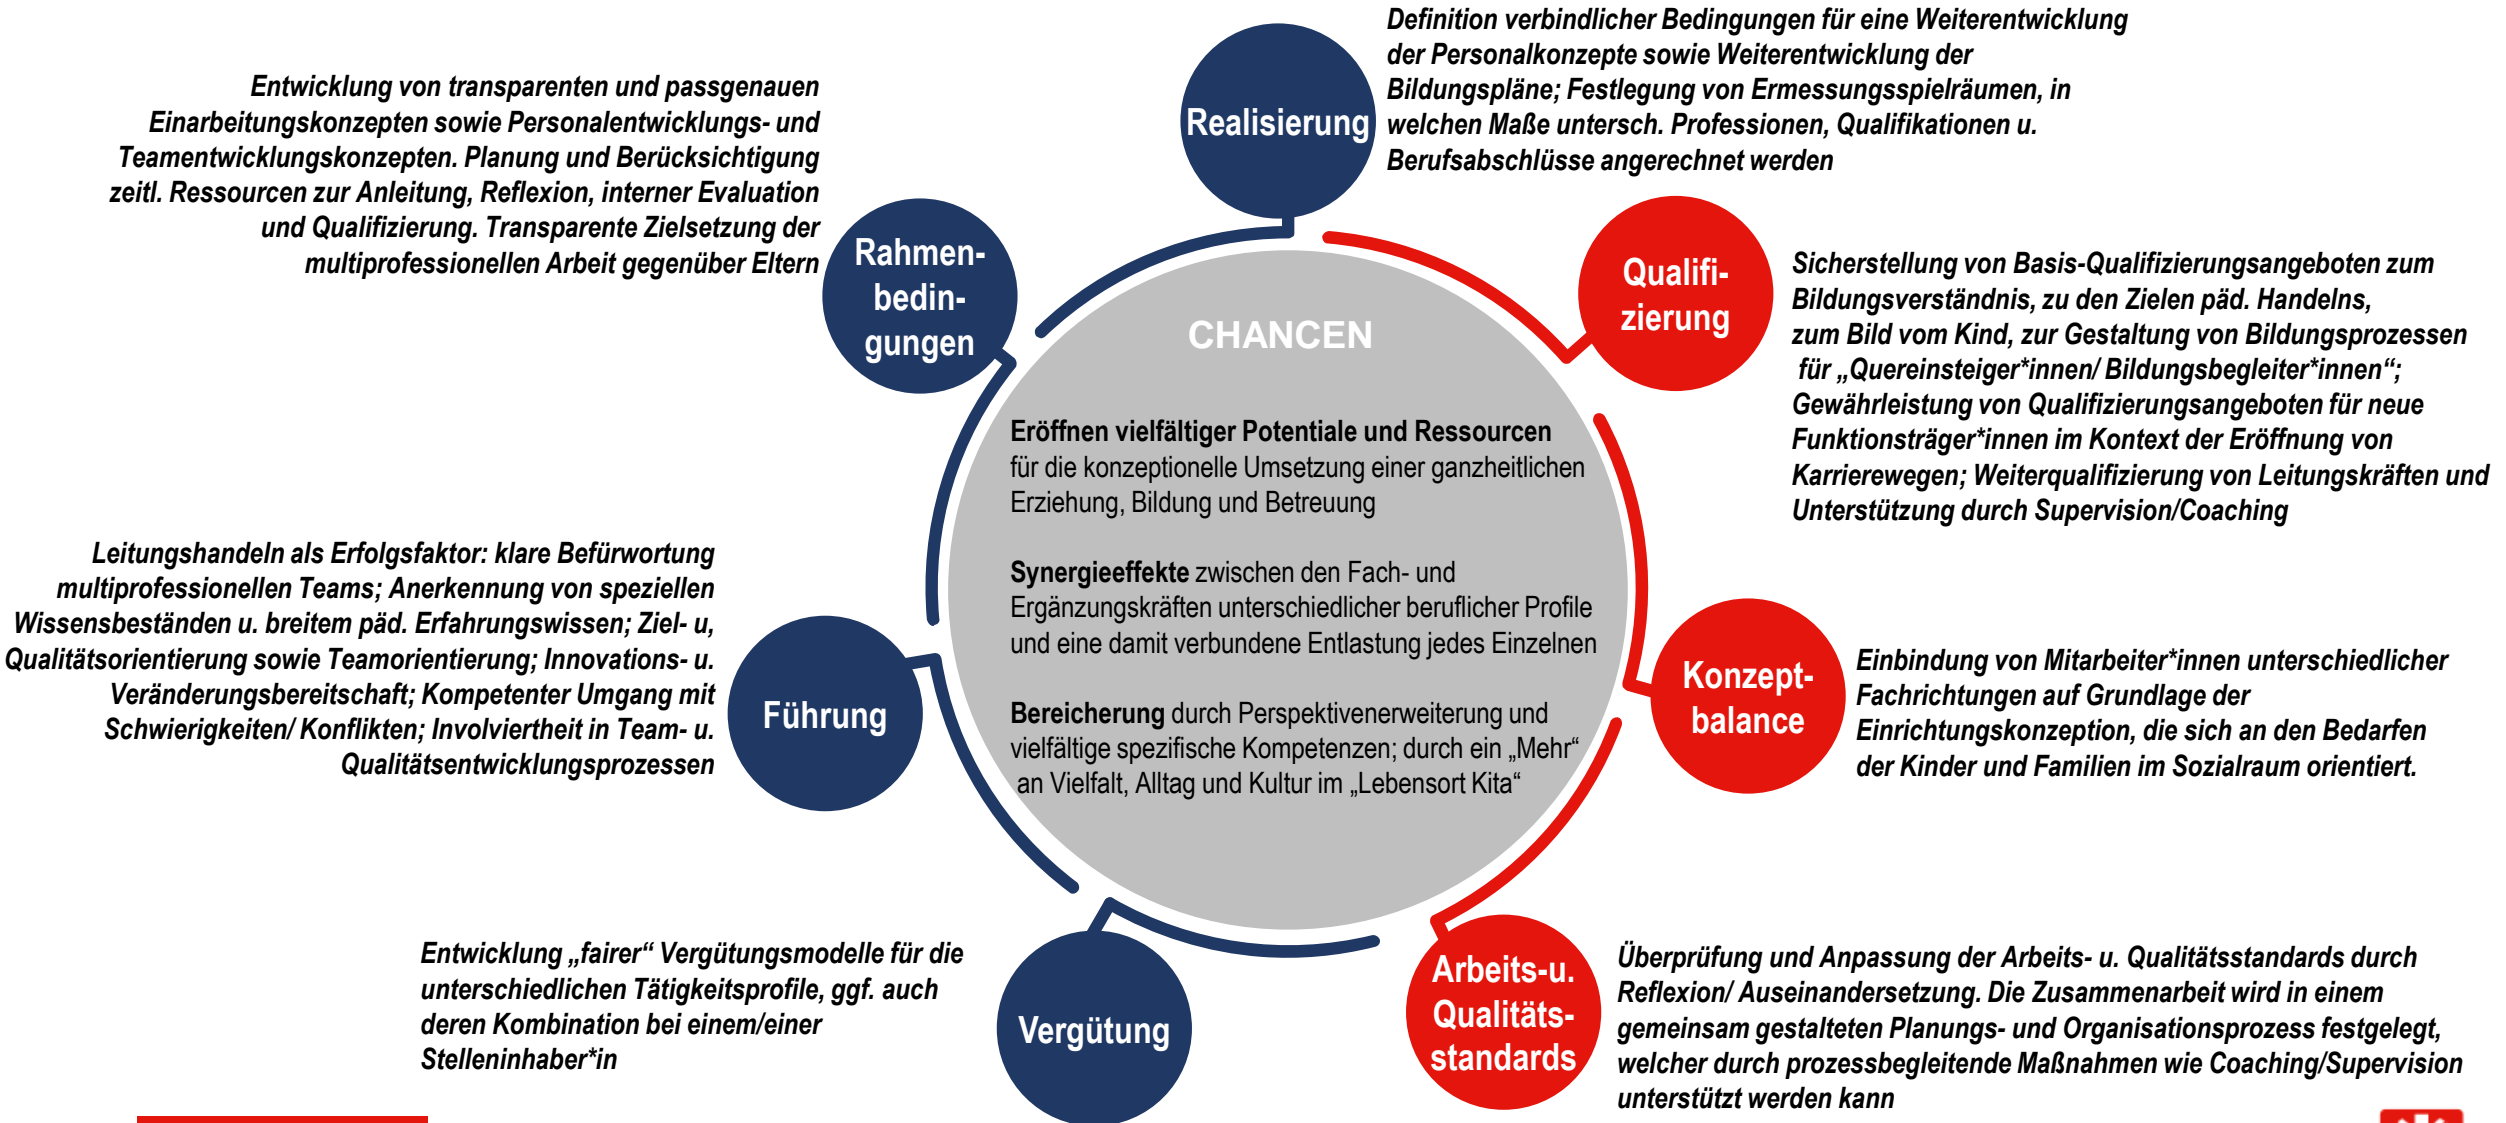 Definition verbindlicher Bedingungen für eine Weiterentwicklung
der Personalkonzepte sowie Weiterentwicklung der
Bildungspläne; Festlegung von Ermessungsspielräumen, in
welchen Maße untersch. Professionen, Qualifikationen u.
Berufsabschlüsse angerechnet werden
Realisierung
Entwicklung von transparenten und passgenauen
Einarbeitungskonzepten sowie Personalentwicklungs- und
Teamentwicklungskonzepten. Planung und Berücksichtigung
zeitl. Ressourcen zur Anleitung, Reflexion, interner Evaluation
und Qualifizierung. Transparente Zielsetzung der
multiprofessionellen Arbeit gegenüber Eltern
Rahmen-
bedin-
gungen
Qualifi-
zierung
Sicherstellung von Basis-Qualifizierungsangeboten zum
Bildungsverständnis, zu den Zielen päd. Handelns,
zum Bild vom Kind, zur Gestaltung von Bildungsprozessen
für „Quereinsteiger*innen/ Bildungsbegleiter*innen“;
Gewährleistung von Qualifizierungsangeboten für neue
Funktionsträger*innen im Kontext der Eröffnung von
Karrierewegen; Weiterqualifizierung von Leitungskräften und
Unterstützung durch Supervision/Coaching
CHANCEN
Eröffnen vielfältiger Potentiale und Ressourcen
für die konzeptionelle Umsetzung einer ganzheitlichen
Erziehung, Bildung und Betreuung
Synergieeffekte zwischen den Fach- und
Ergänzungskräften unterschiedlicher beruflicher Profile
und eine damit verbundene Entlastung jedes Einzelnen
Bereicherung durch Perspektivenerweiterung und
vielfältige spezifische Kompetenzen; durch ein „Mehr“
an Vielfalt, Alltag und Kultur im „Lebensort Kita“
Leitungshandeln als Erfolgsfaktor: klare Befürwortung
multiprofessionellen Teams; Anerkennung von speziellen
Wissensbeständen u. breitem päd. Erfahrungswissen; Ziel- u,
Qualitätsorientierung sowie Teamorientierung; Innovations- u.
Veränderungsbereitschaft; Kompetenter Umgang mit
Schwierigkeiten/ Konflikten; Involviertheit in Team- u.
Qualitätsentwicklungsprozessen
Führung
Konzept-
balance
Einbindung von Mitarbeiter*innen unterschiedlicher
Fachrichtungen auf Grundlage der
Einrichtungskonzeption, die sich an den Bedarfen
der Kinder und Familien im Sozialraum orientiert.
Entwicklung „fairer“ Vergütungsmodelle für die
unterschiedlichen Tätigkeitsprofile, ggf. auch
deren Kombination bei einem/einer
Stelleninhaber*in
Vergütung
Arbeits-u.
Qualitäts-
standards
Überprüfung und Anpassung der Arbeits- u. Qualitätsstandards durch
Reflexion/ Auseinandersetzung. Die Zusammenarbeit wird in einem
gemeinsam gestalteten Planungs- und Organisationsprozess festgelegt,
welcher durch prozessbegleitende Maßnahmen wie Coaching/Supervision
unterstützt werden kann